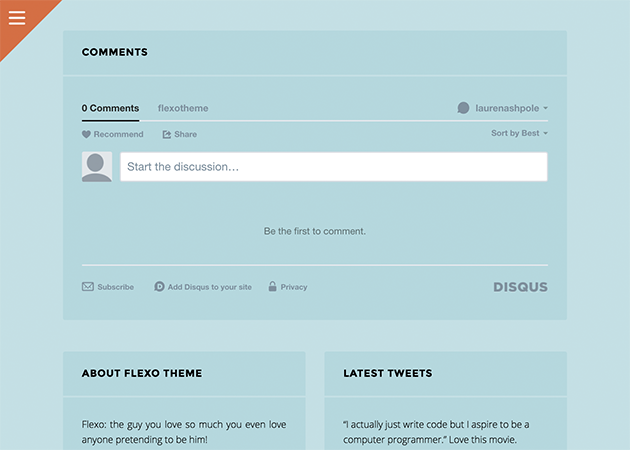 COMMENTS
0 Comments flexotheme laurenashpole
Recommend Share Sort by Best
Start the discussion…
Be the first to comment.
Subscribe Add Disqus to your site Privacy DISQUS
ABOUT FLEXO THEME
Flexo: the guy you love so much you even love
anyone pretending to be him!
LATEST TWEETS
“I actually just write code but I aspire to be a
computer programmer.” Love this movie.